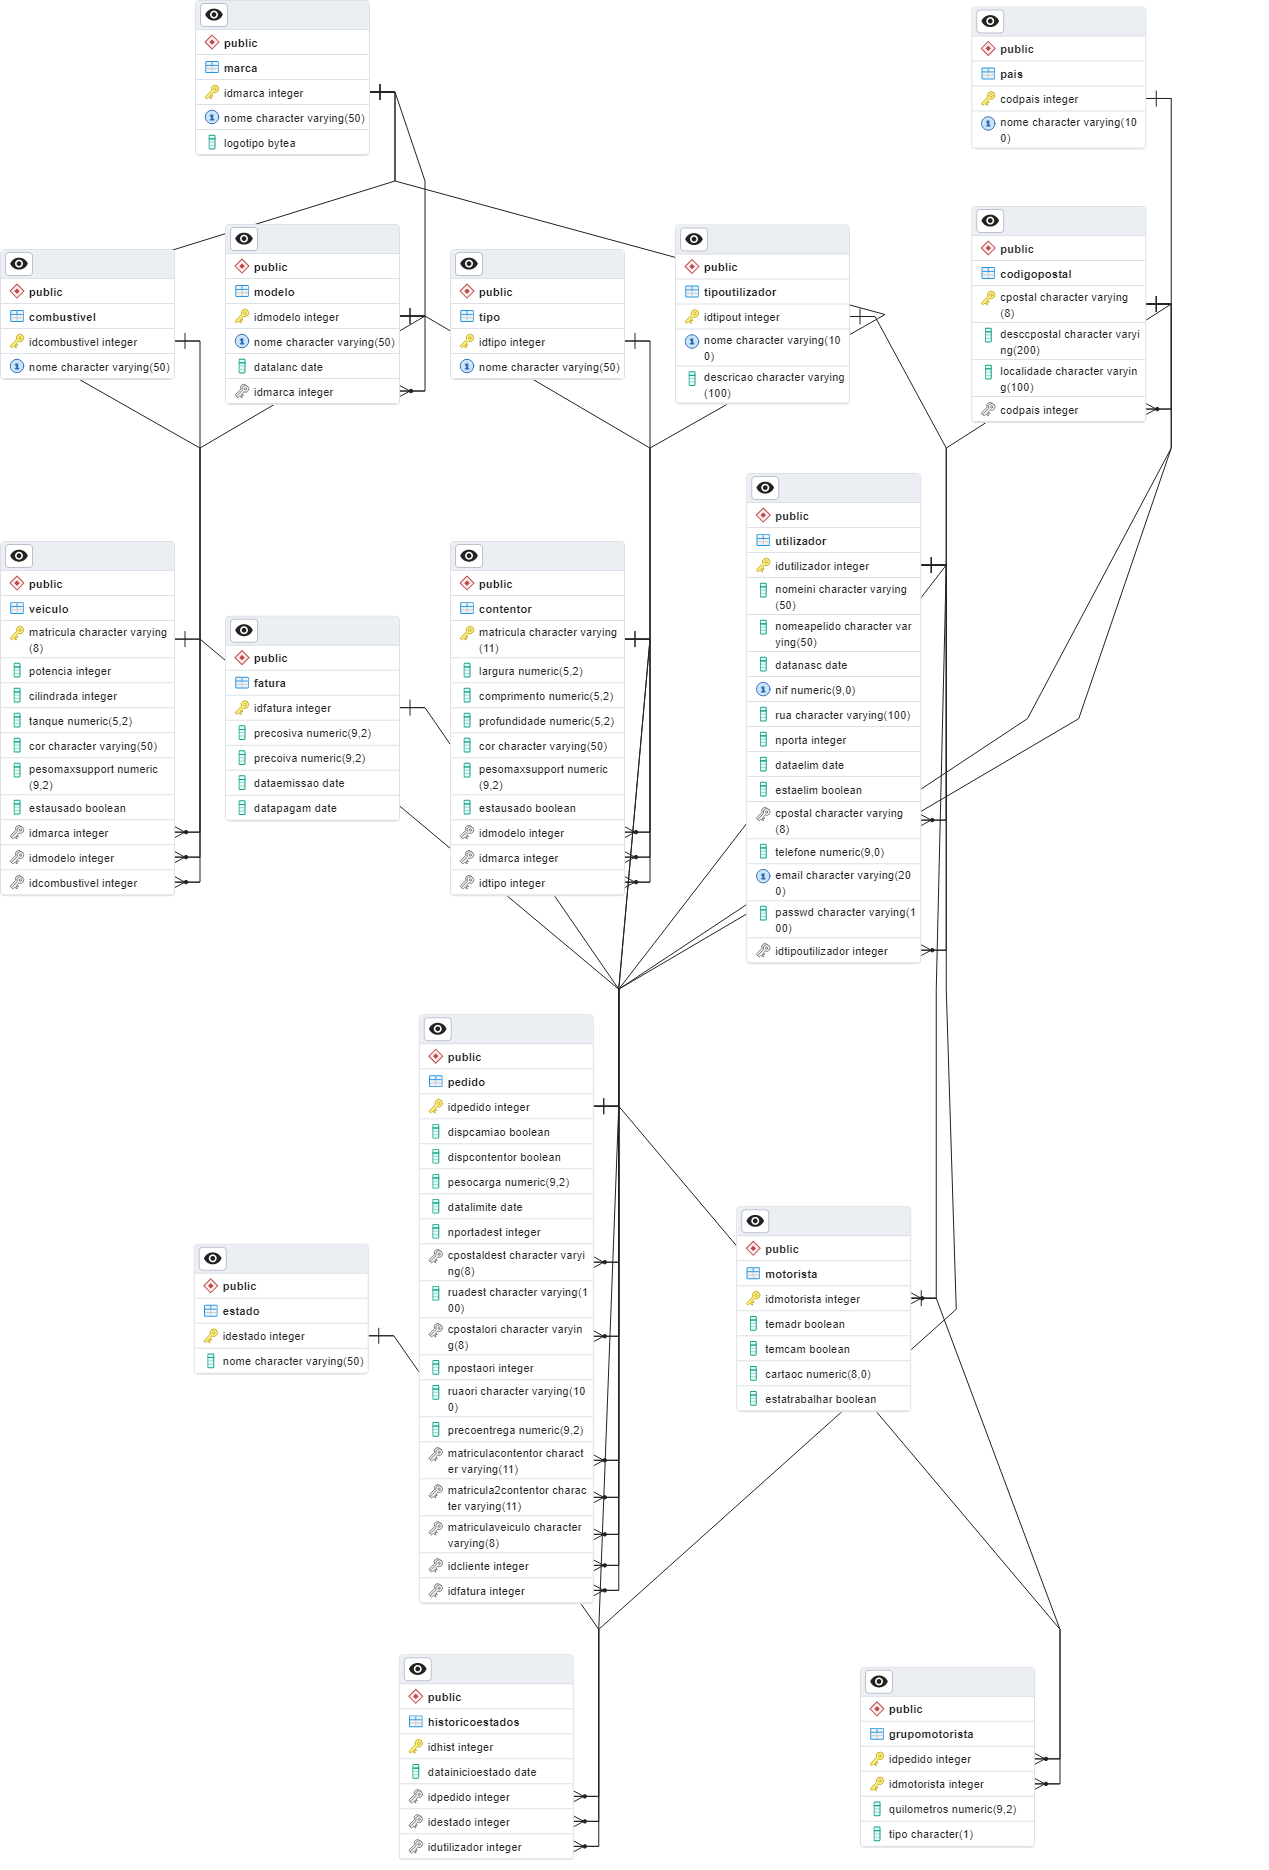 public
marca
idmarca integer
nome character varying(50)
logotipo bytea
public
pais
codpais integer
nome character varying(10
0)
public
combustivel
idcombustivel integer
nome character varying(50)
public
modelo
idmodelo integer
nome character varying(50)
datalanc date
idmarca integer
public
tipo
idtipo integer
nome character varying(50)
public
tipoutilizador
idtipout integer
nome character varying(10
0)
descricao character varying
(100)
public
codigopostal
cpostal character varying
(8)
desccpostal character varyi
ng(200)
localidade character varyin
g(100)
codpais integer
public
veiculo
matricula character varying
(8)
potencia integer
cilindrada integer
tanque numeric(5,2)
cor character varying(50)
pesomaxsupport numeric
(9,2)
estausado boolean
idmarca integer
idmodelo integer
idcombustivel integer
public
fatura
idfatura integer
precosiva numeric(9,2)
precoiva numeric(9,2)
dataemissao date
datapagam date
public
contentor
matricula character varying
(11)
largura numeric(5,2)
comprimento numeric(5,2)
profundidade numeric(5,2)
cor character varying(50)
pesomaxsupport numeric
(9,2)
estausado boolean
idmodelo integer
idmarca integer
idtipo integer
public
utilizador
idutilizador integer
nomeini character varying
(50)
nomeapelido character var
ying(50)
datanasc date
nif numeric(9,0)
rua character varying(100)
nporta integer
dataelim date
estaelim boolean
cpostal character varying
(8)
telefone numeric(9,0)
email character varying(20
0)
passwd character varying(1
00)
idtipoutilizador integer
public
pedido
idpedido integer
dispcamiao boolean
dispcontentor boolean
pesocarga numeric(9,2)
datalimite date
nportadest integer
cpostaldest character varyi
ng(8)
ruadest character varying(1
00)
cpostalori character varyin
g(8)
npostaori integer
ruaori character varying(10
0)
precoentrega numeric(9,2)
matriculacontentor charact
er varying(11)
matricula2contentor charac
ter varying(11)
matriculaveiculo character
varying(8)
idcliente integer
idfatura integer
public
estado
idestado integer
nome character varying(50)
public
motorista
idmotorista integer
temadr boolean
temcam boolean
cartaoc numeric(8,0)
estatrabalhar boolean
public
historicoestados
idhist integer
datainicioestado date
idpedido integer
idestado integer
idutilizador integer
public
grupomotorista
idpedido integer
idmotorista integer
quilometros numeric(9,2)
tipo character(1)